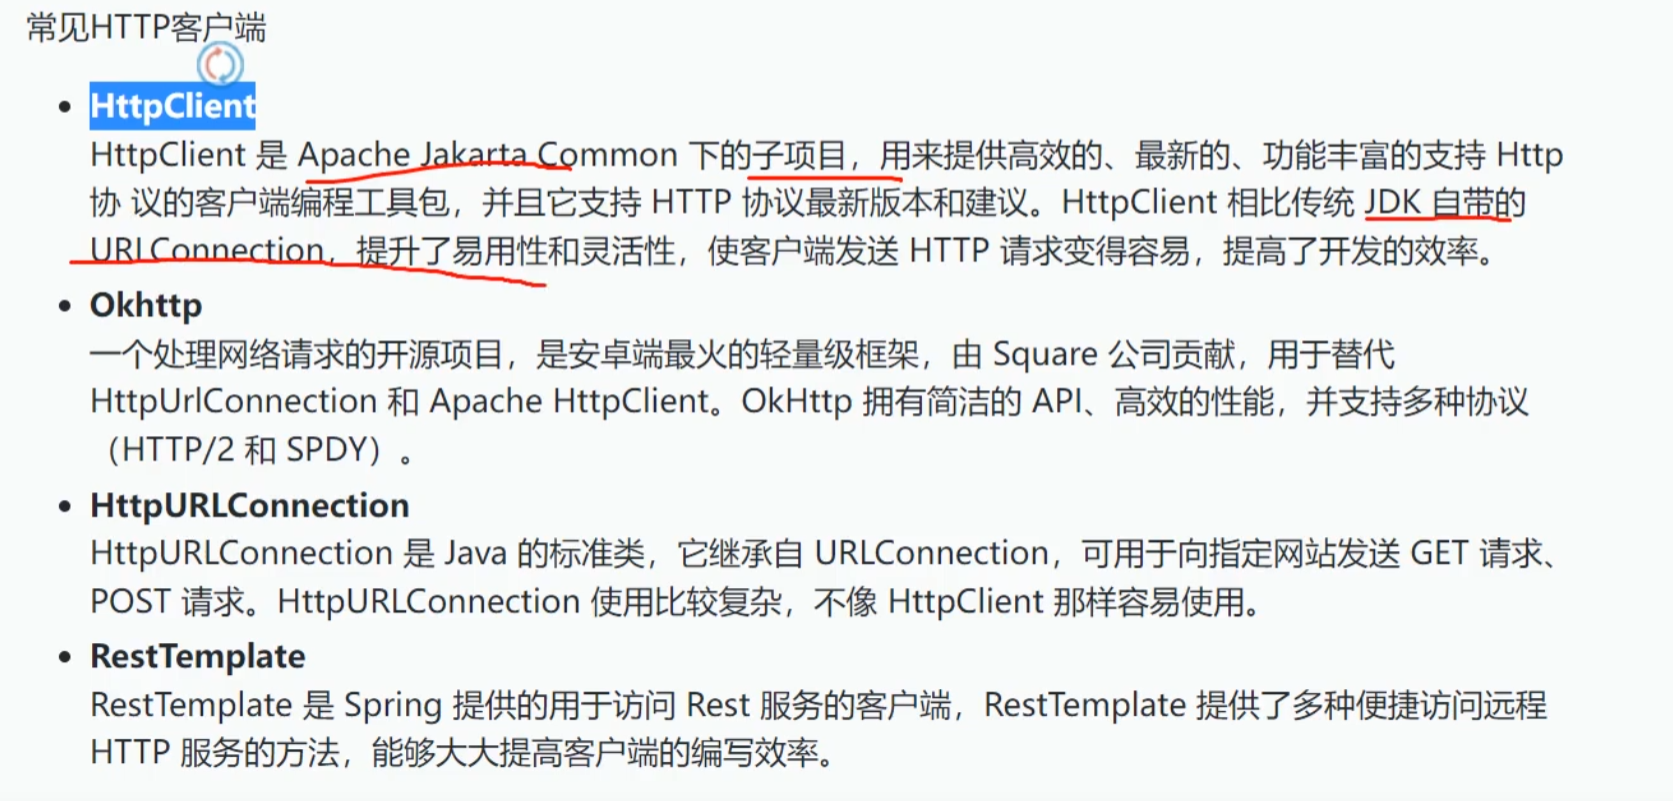 常见HTTP客户端
HttpClient
HttpClient 是 Apache Jakarta Common 下的子项目，用来提供高效的、最新的、功能丰富的支持 Http
协 议的客户端编程工具包，并且它支持 HTTP 协议最新版本和建议。HttpClient 相比传统 JDK 自带的
URLConnection，提升了易用性和灵活性，使客户端发送 HTTP 请求变得容易，提高了开发的效率。
Okhttp
一个处理网络请求的开源项目，是安卓端最火的轻量级框架，由 Square 公司贡献，用于替代
HttpUrlConnection 和 Apache HttpClient。OkHttp 拥有简洁的 API、高效的性能，并支持多种协议
（HTTP/2 和 SPDY）。
HttpURLConnection
HttpURLConnection 是 Java 的标准类，它继承自 URLConnection，可用于向指定网站发送 GET 请求、
POST 请求。HttpURLConnection 使用比较复杂，不像 HttpClient 那样容易使用。
RestTemplate
RestTemplate 是 Spring 提供的用于访问 Rest 服务的客户端，RestTemplate 提供了多种便捷访问远程
HTTP 服务的方法，能够大大提高客户端的编写效率。